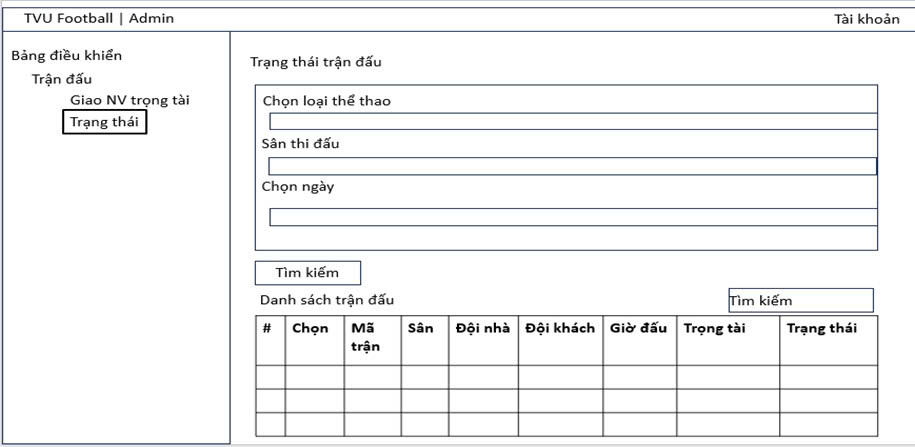 TVU Football | Admin
Tài khoản
Bảng điều khiển
Trận đấu
Giao NV trọng tài
Trạng thái
Trạng thái trận đấu
Chọn loại thể thao
Sân thi đấu
Chọn ngày
Tìm kiếm
Danh sách trận đấu
Tìm kiếm
# Chọn Mã trận Sân Đội nhà Đội khách Giờ đấu Trọng tài Trạng thái